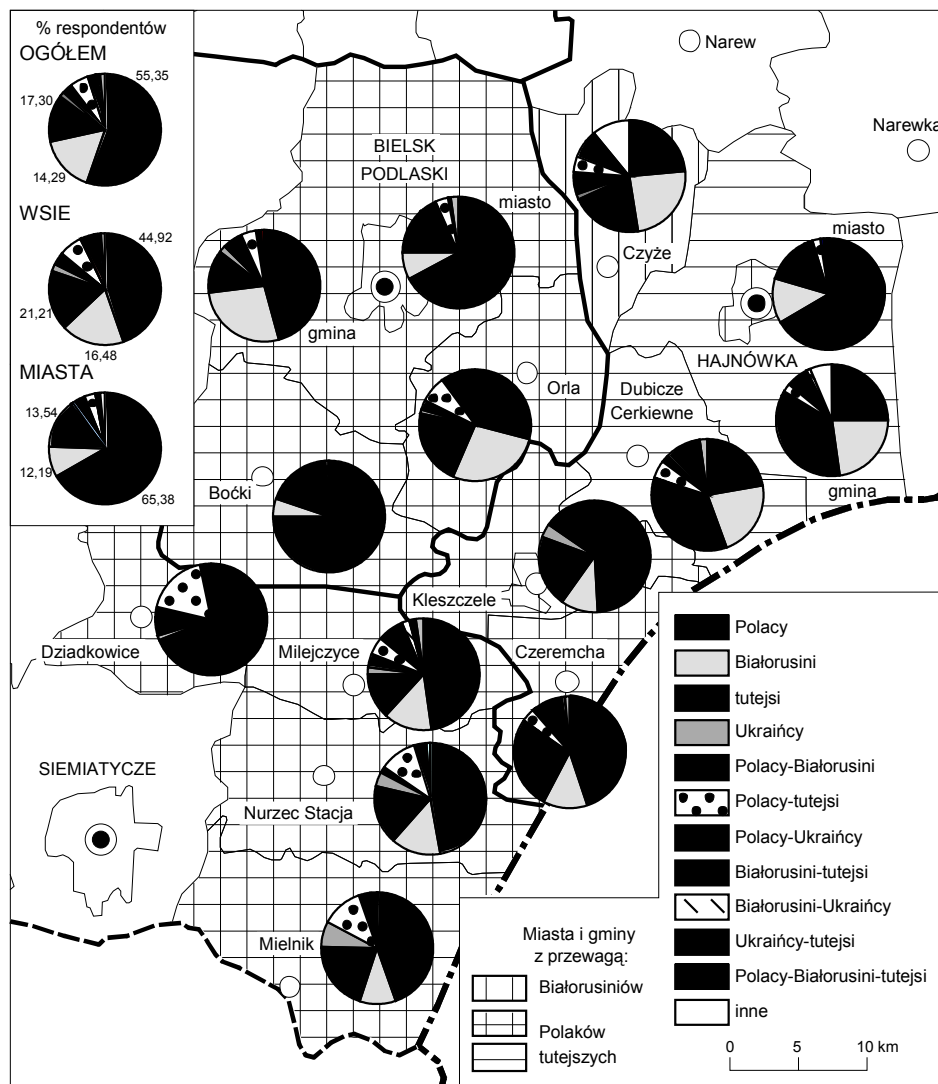 % respondentów
OGÓŁEM
55,35
17,30
14,29
WSIE
44,92
21,21
16,48
MIASTA
13,54
12,19
65,38
Narew
Narewka
BIELSK
PODLASKI
miasto
gmina
Czyże
miasto
HAJNÓWKA
gmina
Orla
Dubicze
Cerkiewne
Boćki
Kleszczele
Dziadkowice
Milejczyce
Czeremcha
SIEMIATYCZE
Nurzec Stacja
Mielnik
Miasta i gminy
z przewagą:
Białorusiniów
Polaków
tutejszych
Polacy
Białorusini
tutejsi
Ukraińcy
Polacy-Białorusini
Polacy-tutejsi
Polacy-Ukraińcy
Białorusini-tutejsi
Białorusini-Ukraińcy
Ukraińcy-tutejsi
Polacy-Białorusini-tutejsi
inne
0 5 10 km